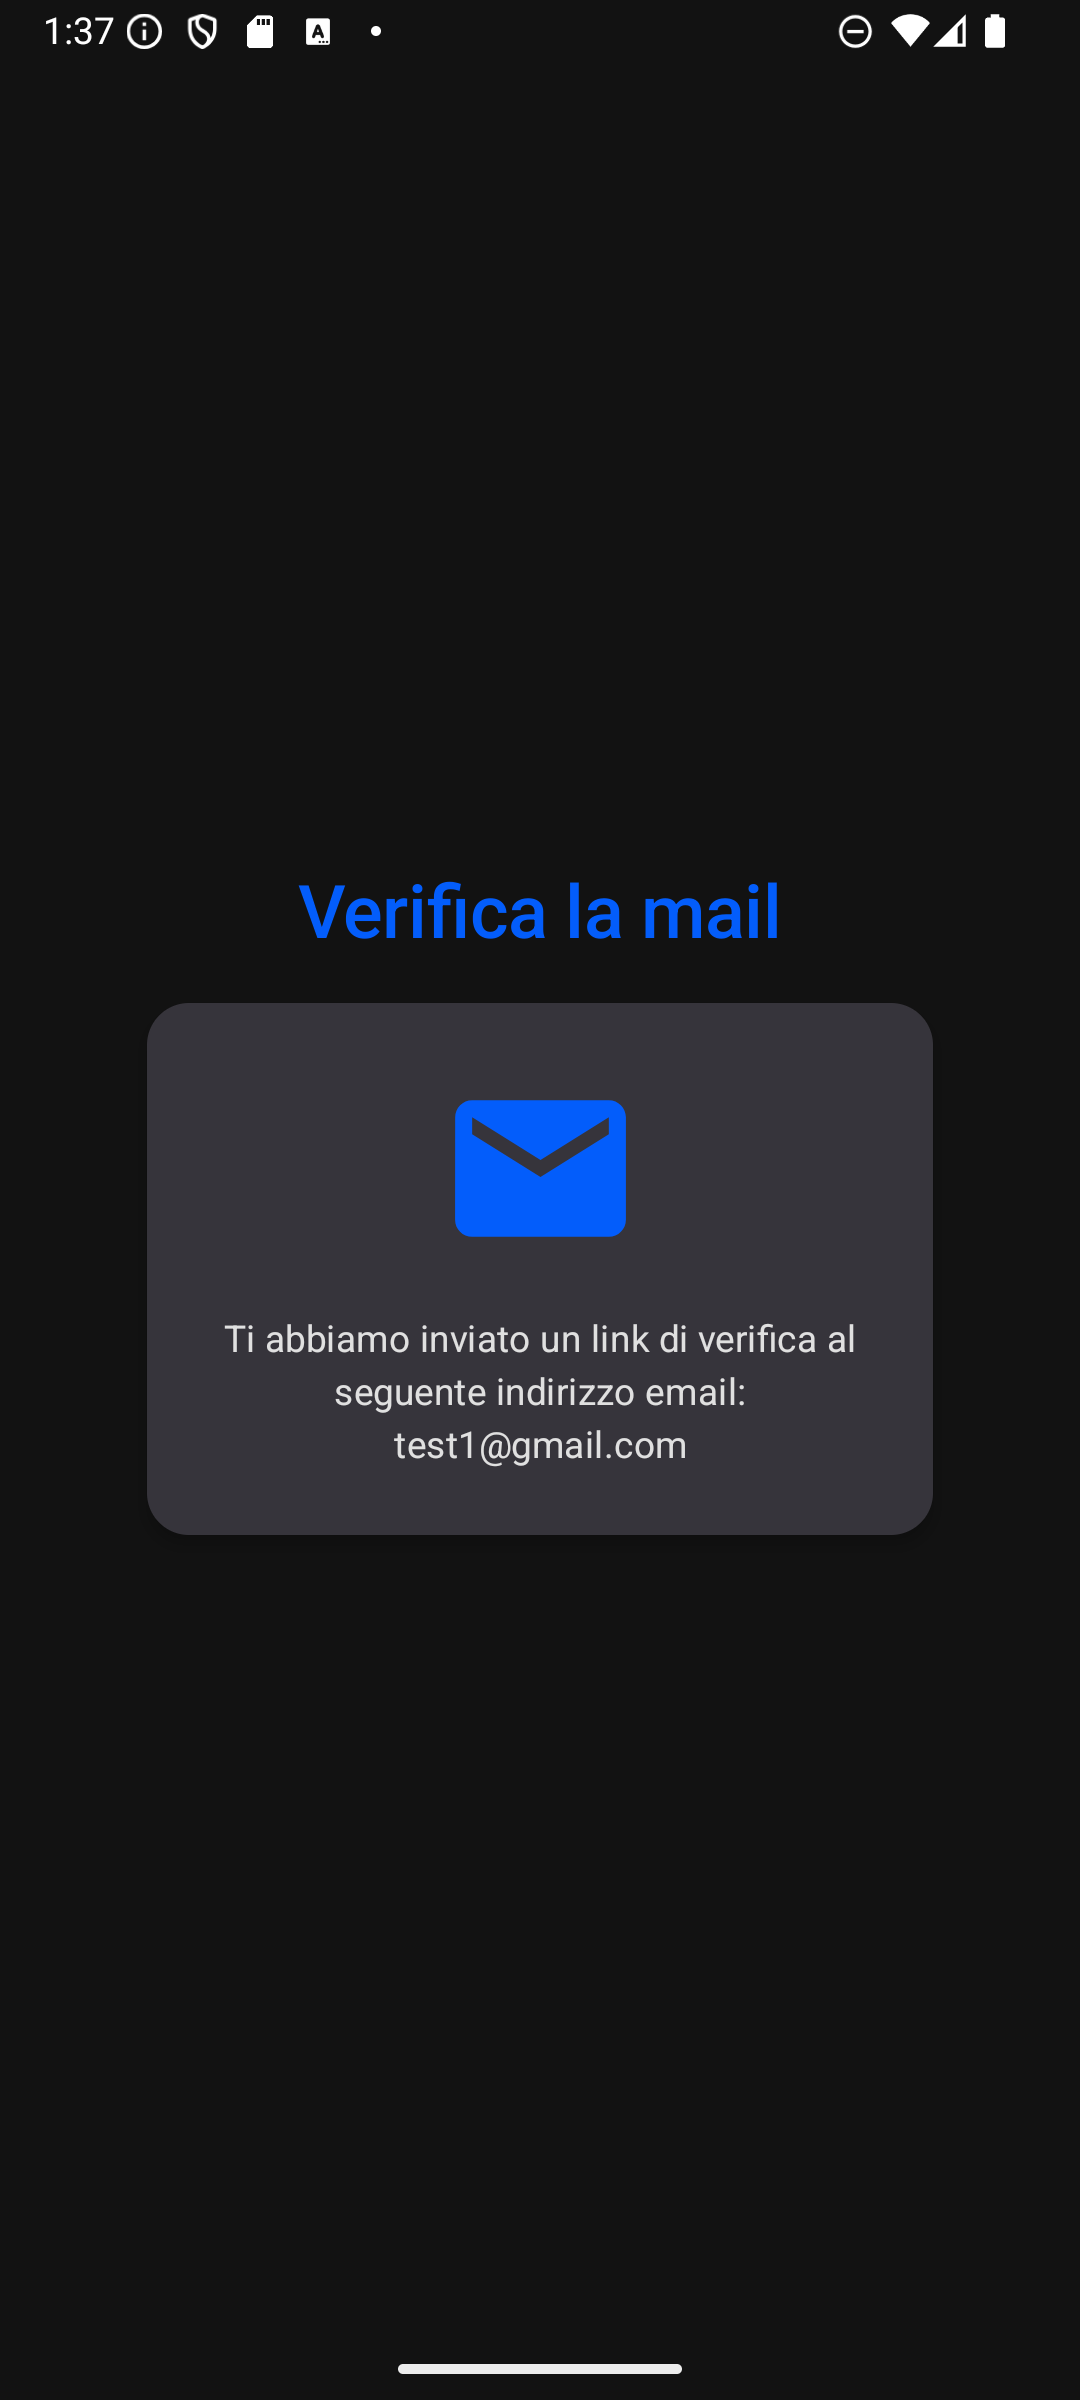 1:37
Verifica la mail
Ti abbiamo inviato un link di verifica al
seguente indirizzo email:
test1@gmail.com